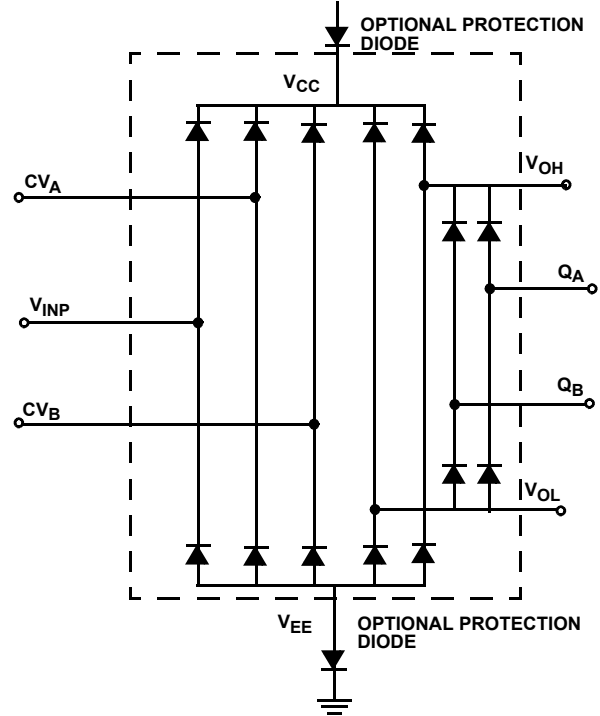 OPTIONAL PROTECTION
DIODE
VCC
VOH
CVA
QA
VINP
QB
CVB
VOL
VEE
OPTIONAL PROTECTION
DIODE